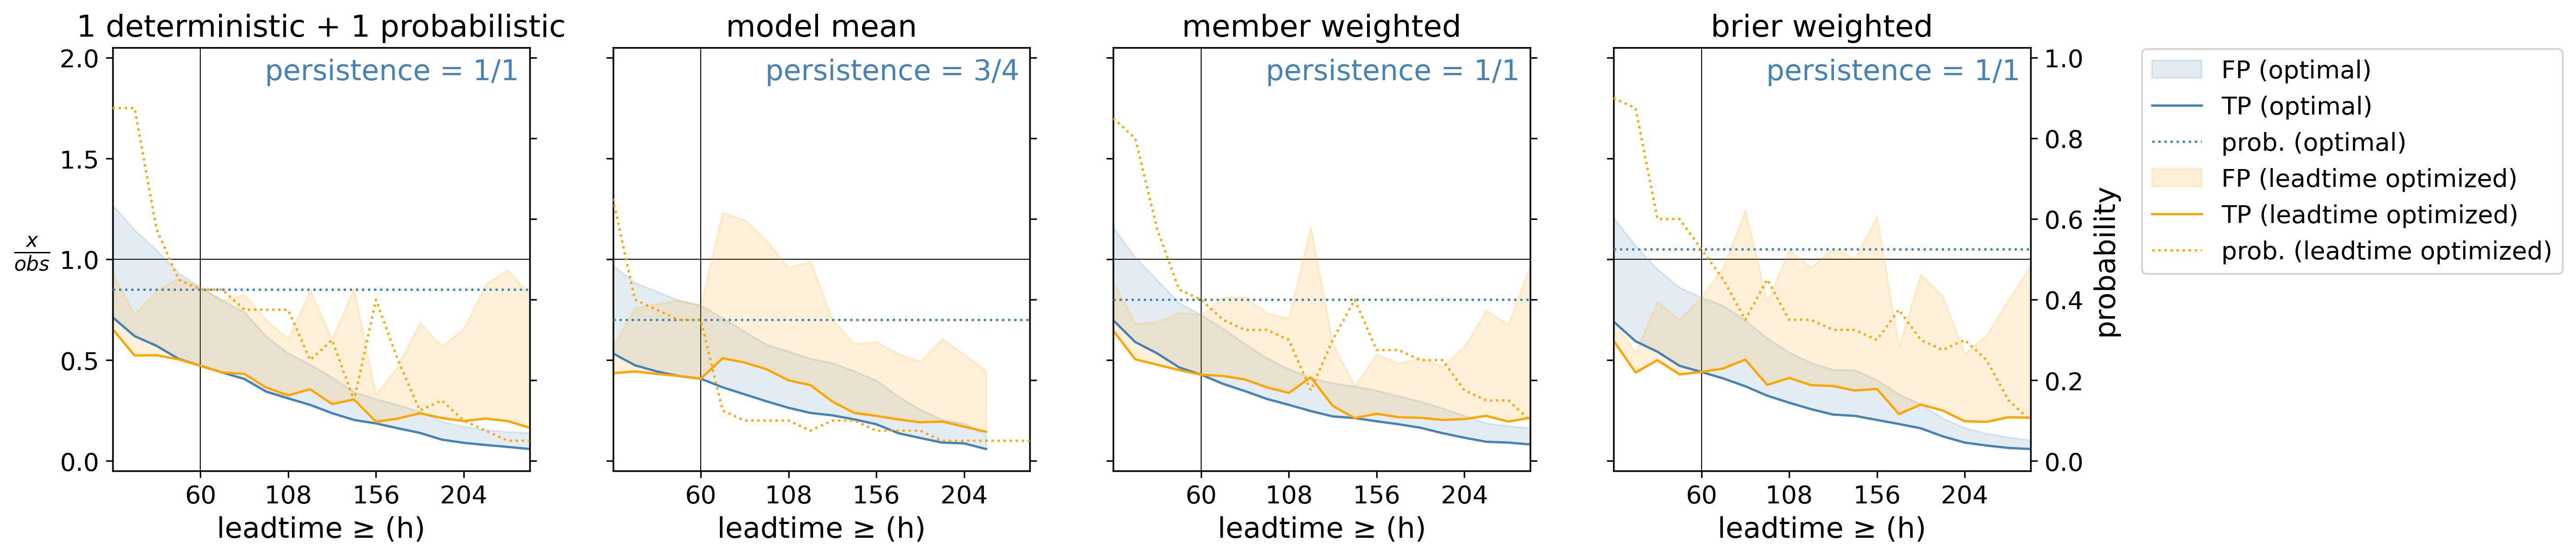 1 deterministic + 1 probabilistic
model mean
member weighted
brier weighted
persistence = 1/1
persistence = 3/4
persistence = 1/1
persistence = 1/1
2.0
1.5
1.0
0.5
0.0
x
obs
1.0
0.8
0.6
0.4
0.2
0.0
probability
60 108 156 204
60 108 156 204
60 108 156 204
60 108 156 204
leadtime ≥ (h)
leadtime ≥ (h)
leadtime ≥ (h)
leadtime ≥ (h)
FP (optimal)
TP (optimal)
prob. (optimal)
FP (leadtime optimized)
TP (leadtime optimized)
prob. (leadtime optimized)